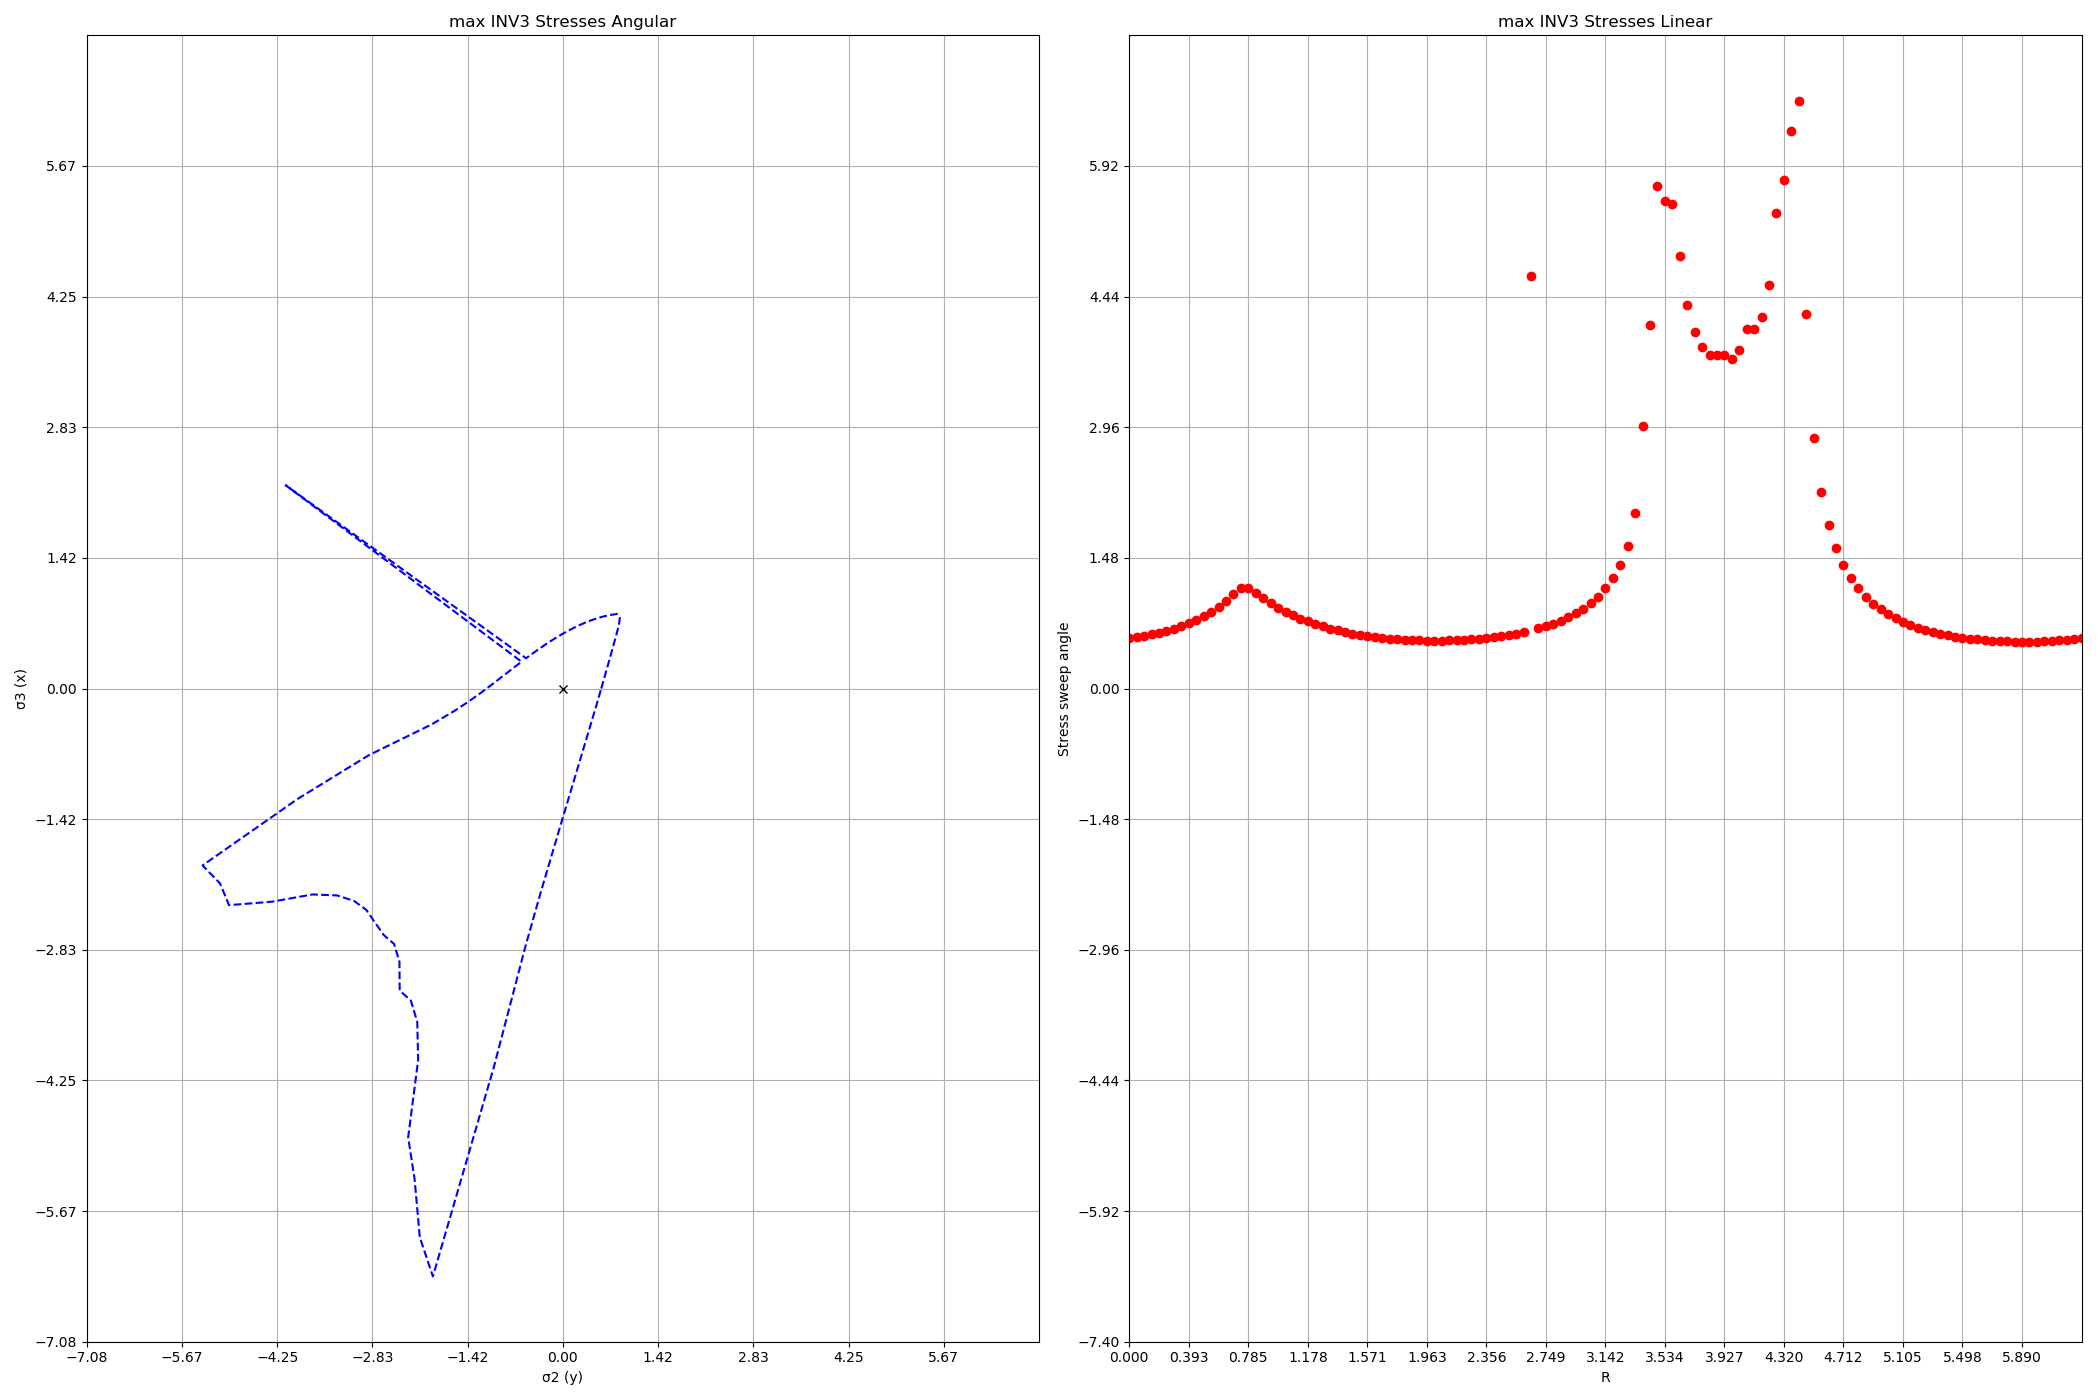 max INV3 Stresses Angular
5.67
4.25
2.83
1.42
0.00
−1.42
−2.83
−4.25
−5.67
−7.08
σ3 (x)
−7.08 −5.67 −4.25 −2.83 −1.42 0.00 1.42 2.83 4.25 5.67
σ2 (y)
max INV3 Stresses Linear
5.92
4.44
2.96
1.48
0.00
−1.48
−2.96
−4.44
−5.92
−7.40
Stress sweep angle
0.000 0.393 0.785 1.178 1.571 1.963 2.356 2.749 3.142 3.534 3.927 4.320 4.712 5.105 5.498 5.890
R